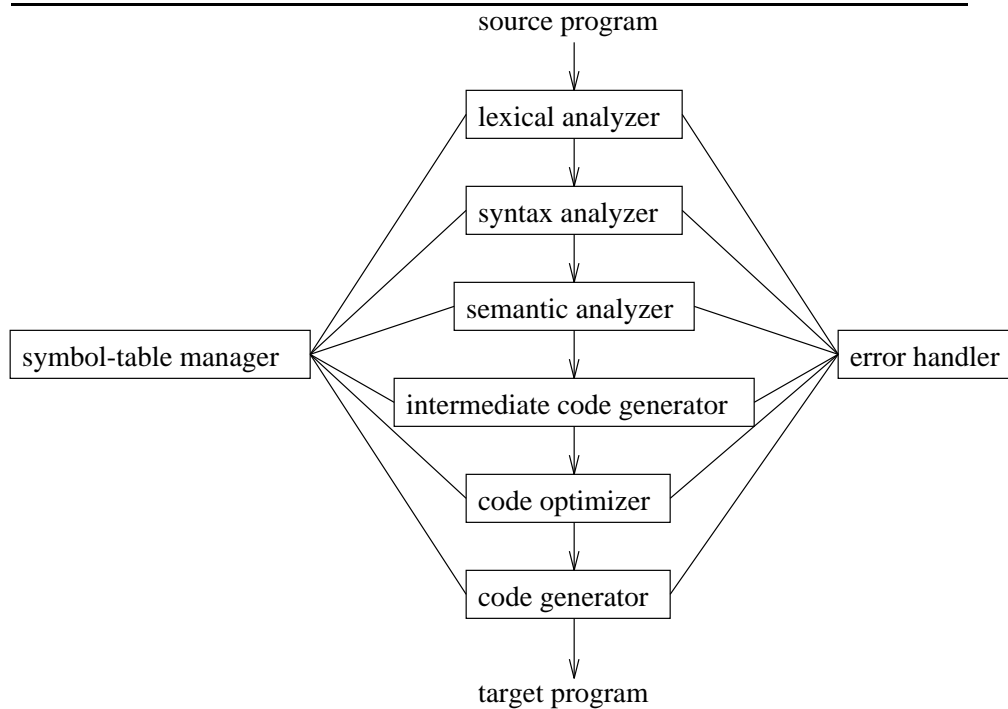 source program
lexical analyzer
syntax analyzer
semantic analyzer
symbol-table manager
error handler
intermediate code generator
code optimizer
code generator
target program